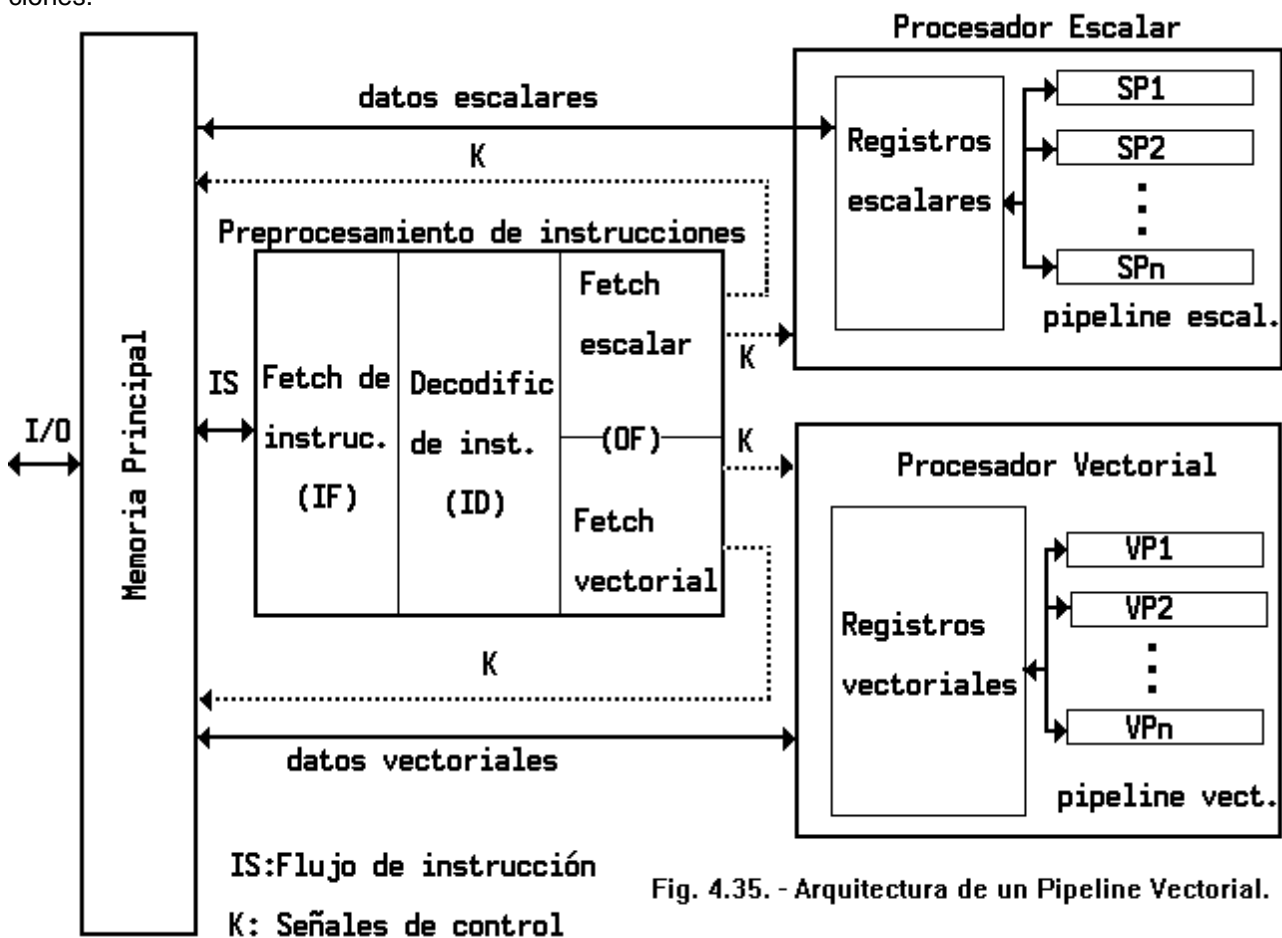 ciones.
Procesador Escalar
datos escalares
K
Registros
escalares
SP1
SP2
SPn
pipeline escal.
Preprocesamiento de instrucciones
Memoria Principal
I/O
IS
Fetch de
instruc.
(IF)
Decodific
de inst.
(ID)
Fetch
escalar
(OF)
Fetch
vectorial
K
K
K
Procesador Vectorial
Registros
vectoriales
VP1
VP2
VPn
pipeline vect.
datos vectoriales
IS:Flujo de instrucción
K: Señales de control
Fig. 4.35. - Arquitectura de un Pipeline Vectorial.